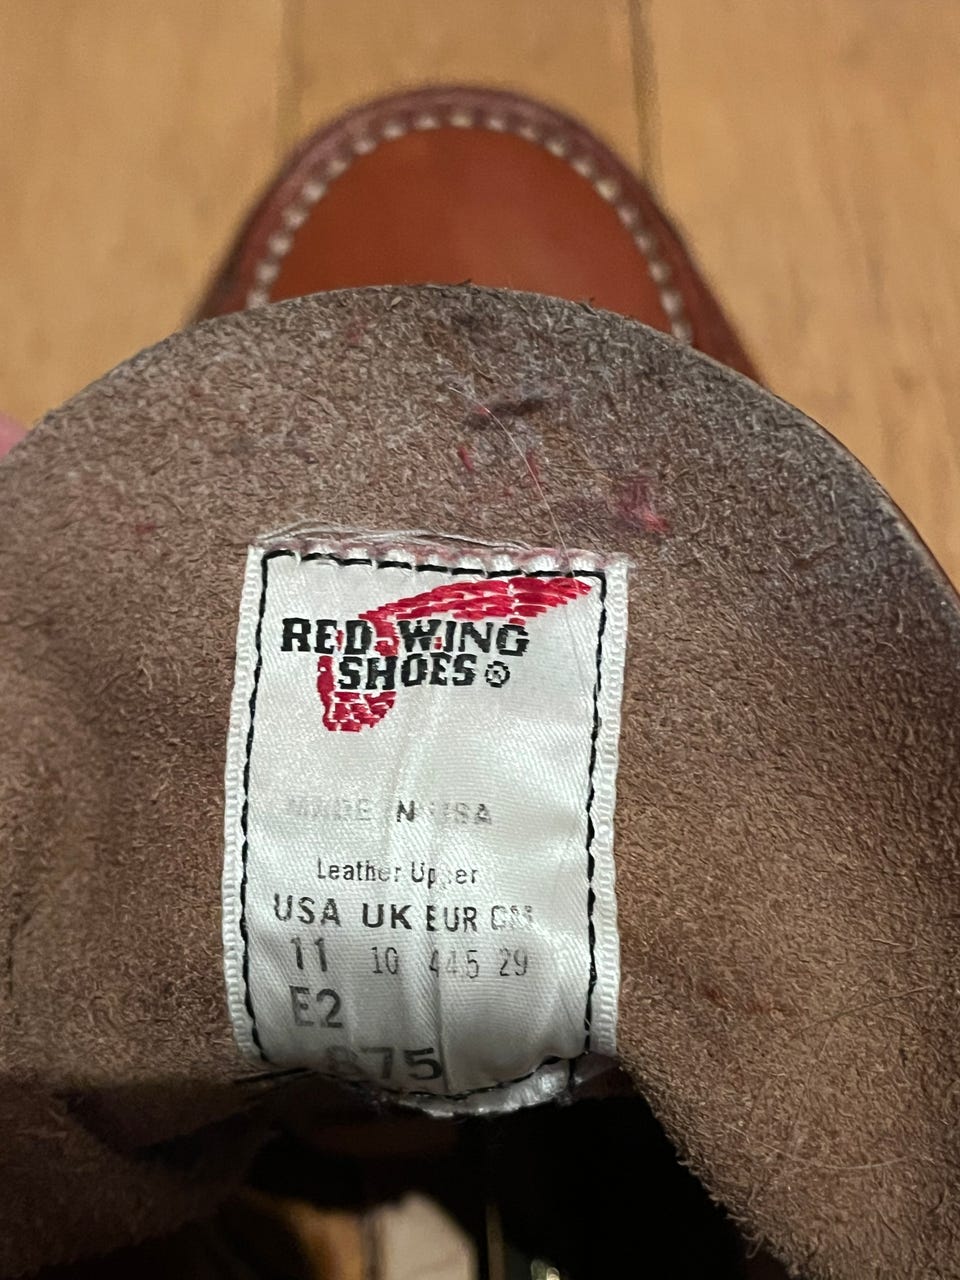 RED WING
SHOES®
MADE IN USA
Leather Upper
USA UK EUR CM
11 10 44.5 29
E2
875